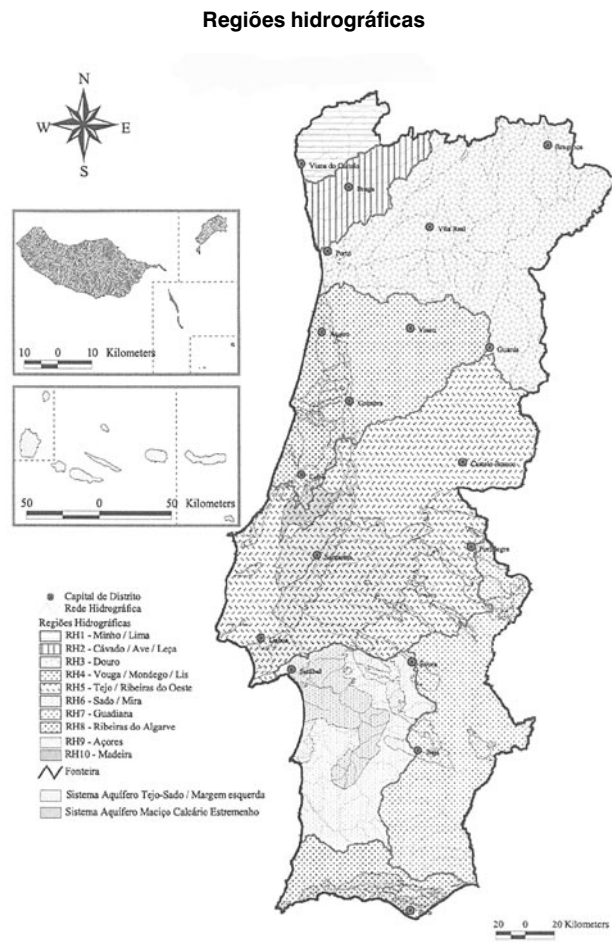 Regiões hidrográficas
N
W E
S
Viana do Castelo
Bragança
Braga
Vila Real
Porto
Aveiro
Viseu
Guarda
Coimbra
Castelo Branco
Leiria
Santarém
Portalegre
Lisboa
Setúbal
Évora
Beja
Faro
10 0 10 Kilometers
50 0 50 Kilometers
Capital de Distrito
Rede Hidrográfica
Regiões Hidrográficas
RH1 - Minho / Lima
RH2 - Cávado / Ave / Leça
RH3 - Douro
RH4 - Vouga / Mondego / Lis
RH5 - Tejo / Ribeiras do Oeste
RH6 - Sado / Mira
RH7 - Guadiana
RH8 - Ribeiras do Algarve
RH9 - Açores
RH10 - Madeira
Fonteira
Sistema Aquífero Tejo-Sado / Margem esquerda
Sistema Aquífero Maciço Calcário Estremenho
20 0 20 Kilometers